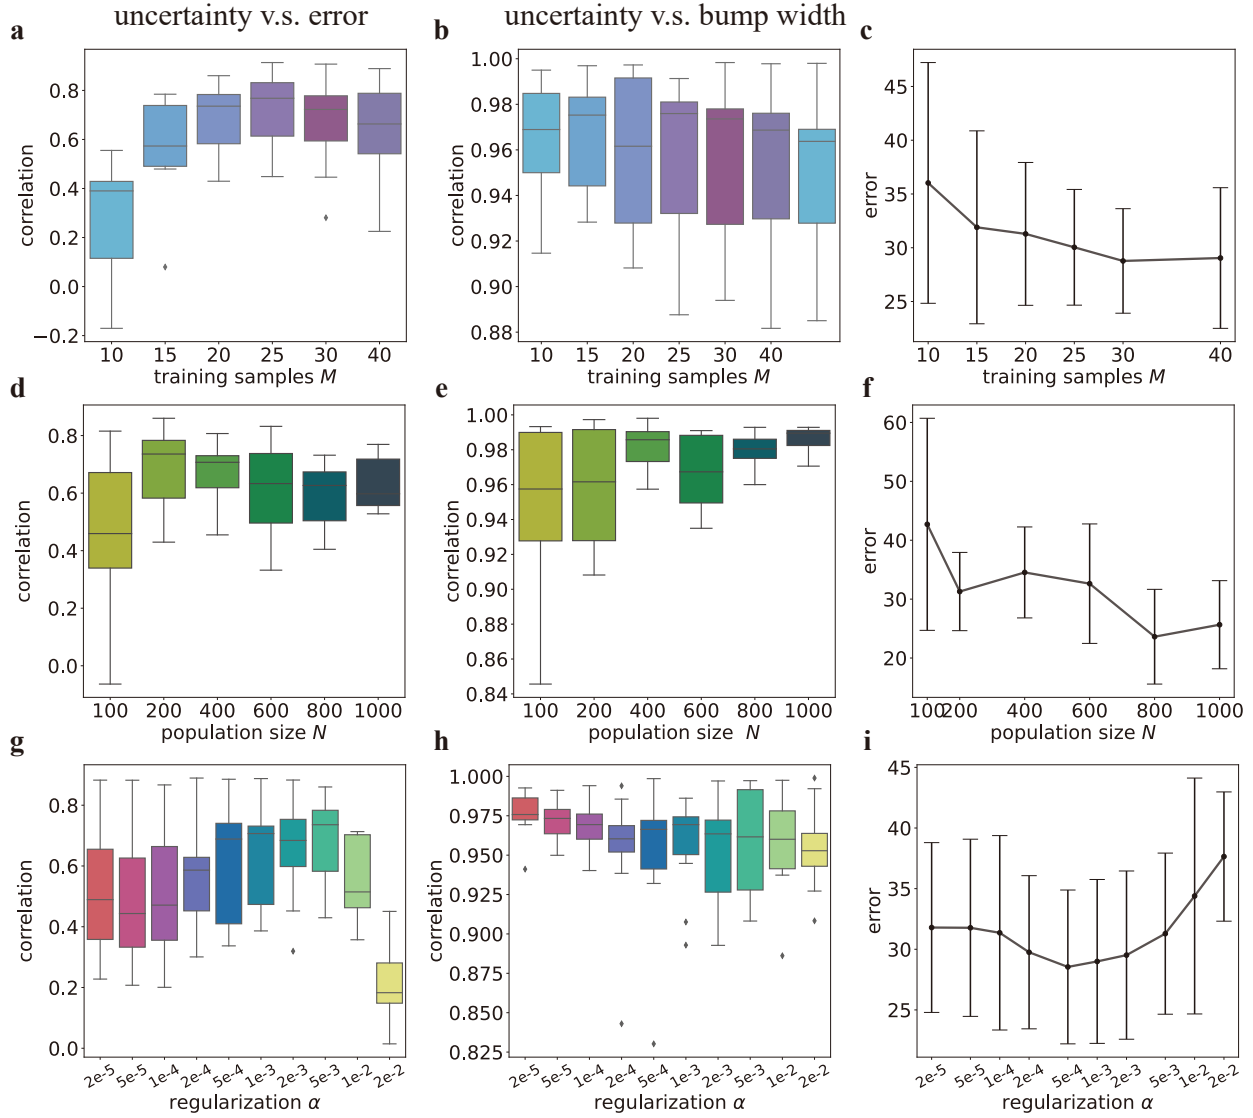 uncertainty v.s. error
uncertainty v.s. bump width
a
correlation
0.8
0.6
0.4
0.2
0.0
−0.2
10 15 20 25 30 40
training samples M
b
correlation
1.00
0.98
0.96
0.94
0.92
0.90
0.88
10 15 20 25 30 40
training samples M
c
error
45
40
35
30
25
10 15 20 25 30 40
training samples M
d
correlation
0.8
0.6
0.4
0.2
0.0
100 200 400 600 800 1000
population size N
e
correlation
1.00
0.98
0.96
0.94
0.92
0.90
0.88
0.86
0.84
100 200 400 600 800 1000
population size N
f
error
60
50
40
30
20
100 200 400 600 800 1000
population size N
g
correlation
0.8
0.6
0.4
0.2
0.0
2e-5 5e-5 1e-4 2e-4 5e-4 1e-3 2e-3 5e-3 1e-2 2e-2
regularization α
h
correlation
1.000
0.975
0.950
0.925
0.900
0.875
0.850
0.825
2e-5 5e-5 1e-4 2e-4 5e-4 1e-3 2e-3 5e-3 1e-2 2e-2
regularization α
i
error
45
40
35
30
25
2e-5 5e-5 1e-4 2e-4 5e-4 1e-3 2e-3 5e-3 1e-2 2e-2
regularization α